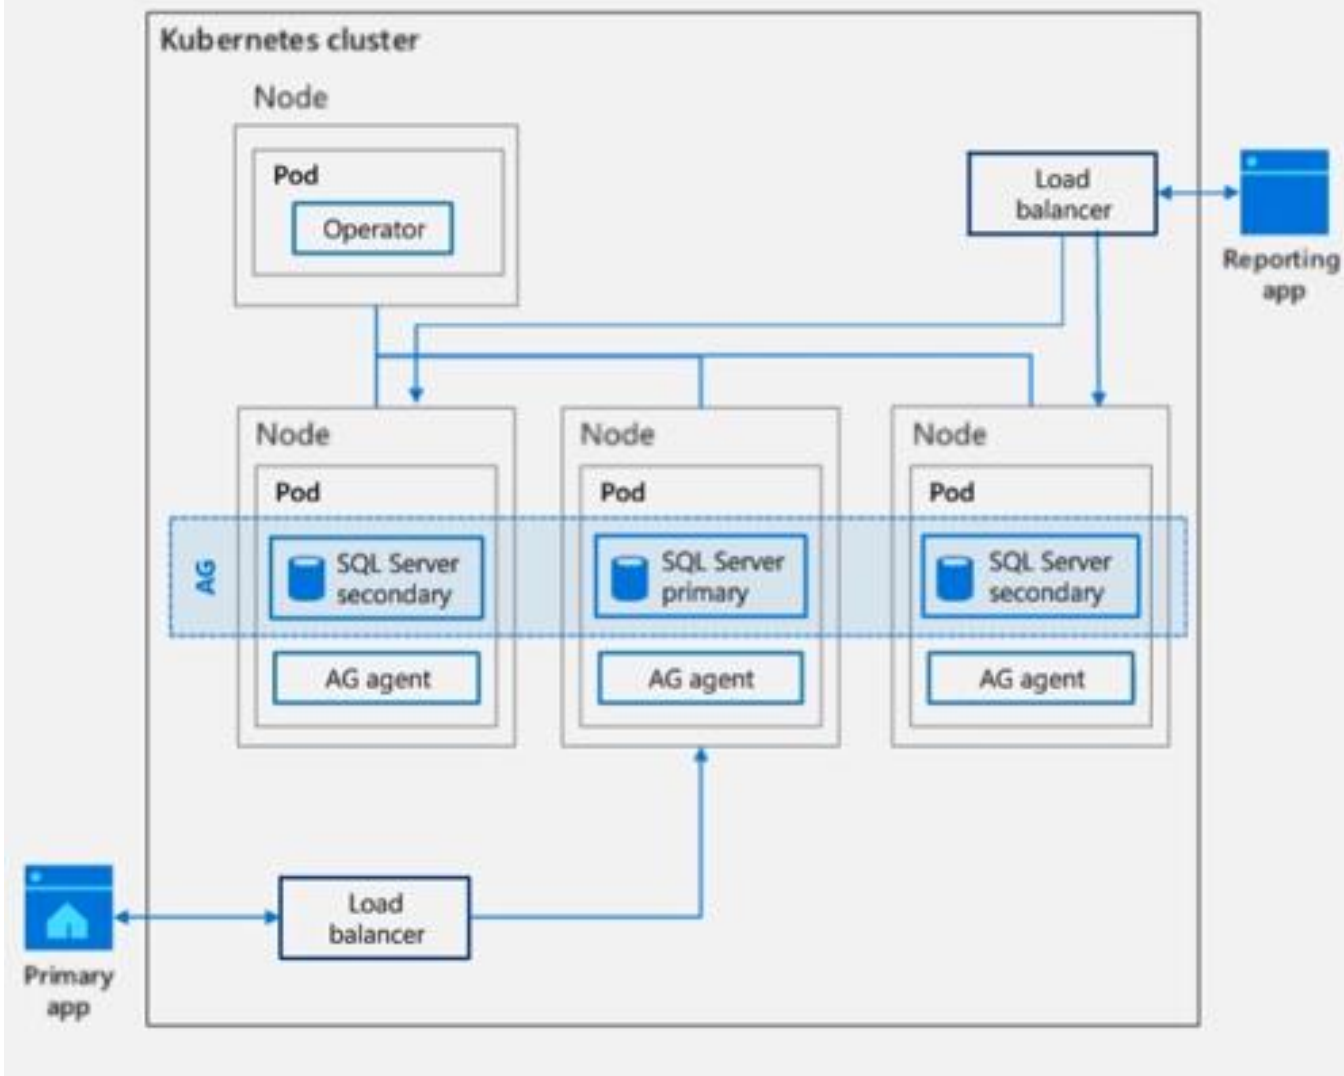 Kubernetes cluster
Node
Pod
Operator
Load
balancer
Reporting
app
Node
Pod
SQL Server
secondary
AG agent
Node
Pod
SQL Server
primary
AG agent
Node
Pod
SQL Server
secondary
AG agent
AG
Load
balancer
Primary
app